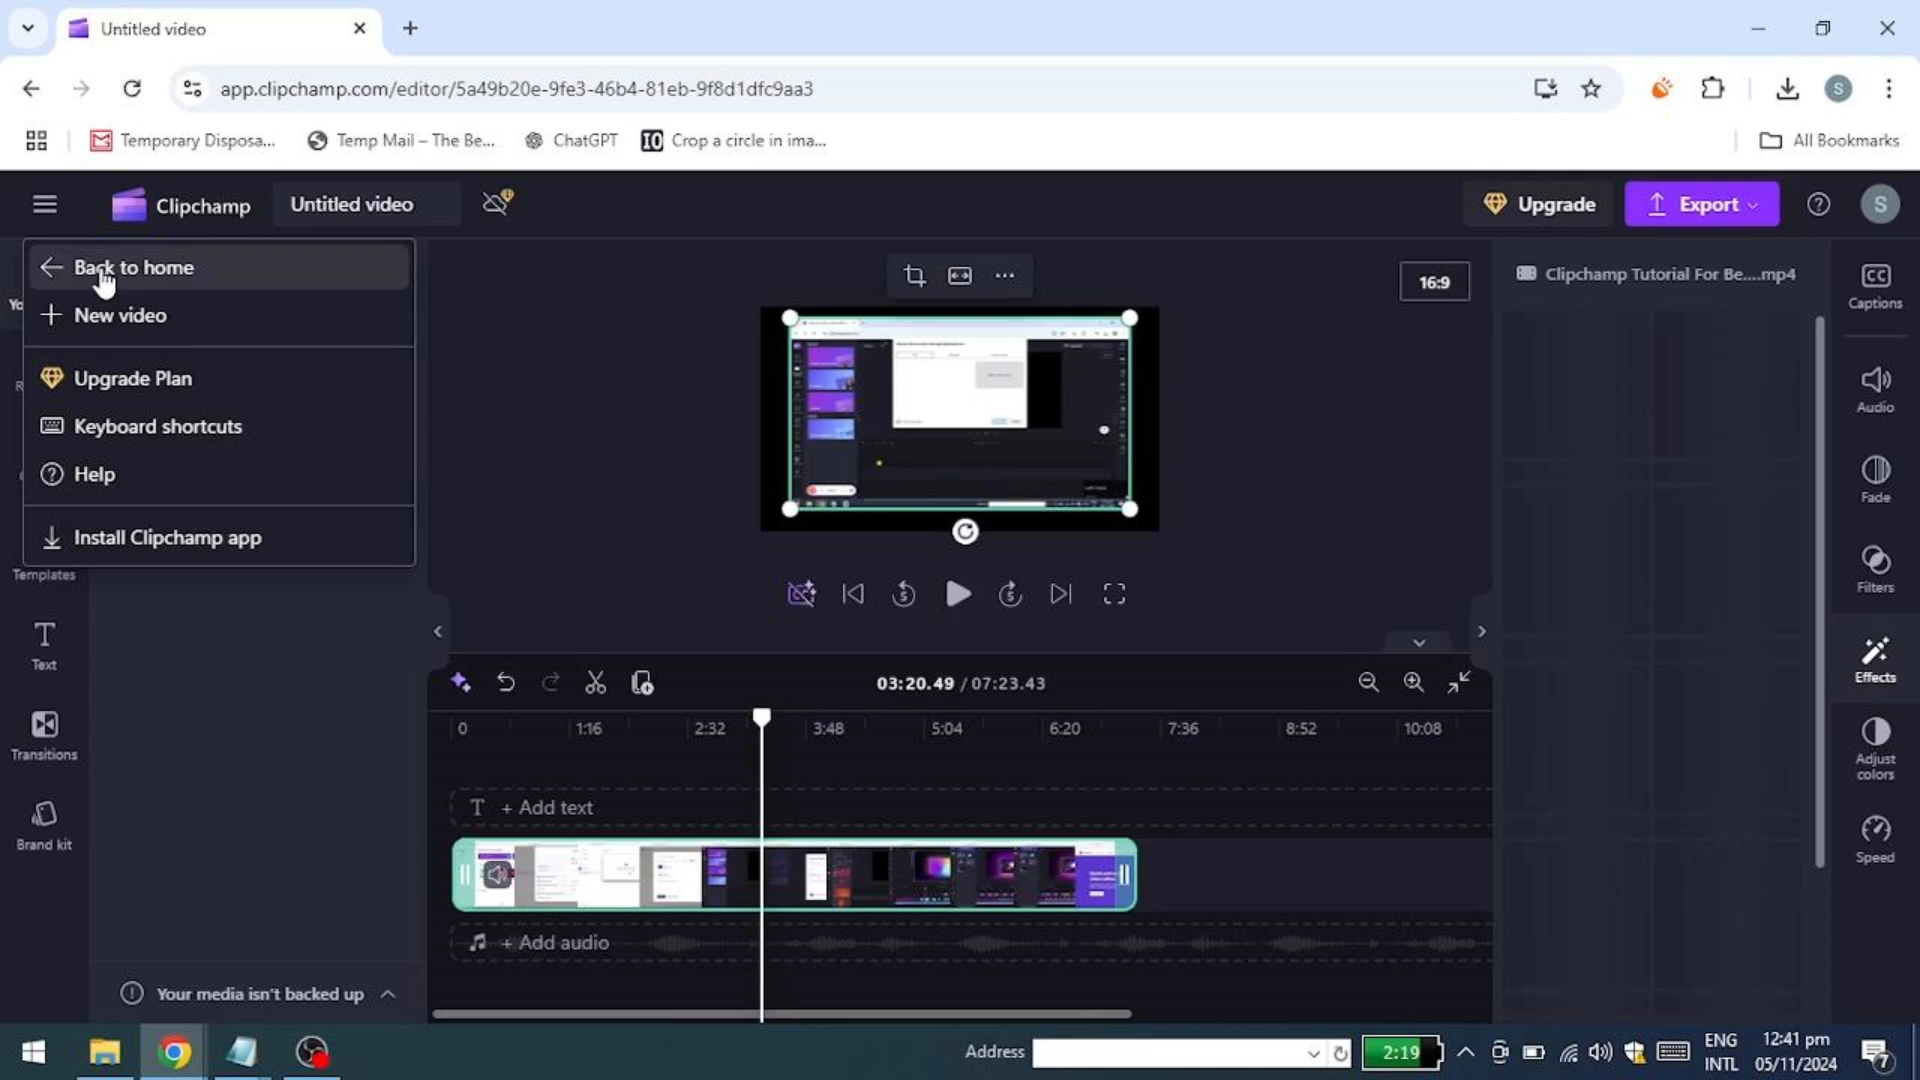 Untitled video
app.clipchamp.com/editor/5a49b20e-9fe3-46b4-81eb-9f8d1dfc9aa3
S
Temporary Disposa...
Temp Mail – The Be...
ChatGPT
IO
Crop a circle in ima...
All Bookmarks
Clipchamp
Untitled video
Upgrade
Export
S
Back to home
New video
Upgrade Plan
Keyboard shortcuts
Help
Install Clipchamp app
Templates
Text
Transitions
Brand kit
16:9
Clipchamp Tutorial For Be....mp4
CC
Captions
Audio
Fade
Filters
Effects
Adjust
colors
Speed
5
5
03:20.49 / 07:23.43
0 1:16 2:32 3:48 5:04 6:20 7:36 8:52 10:08
T + Add text
+ Add audio
Your media isn't backed up
Address
2:19
ENG
INTL
12:41 pm
05/11/2024
7